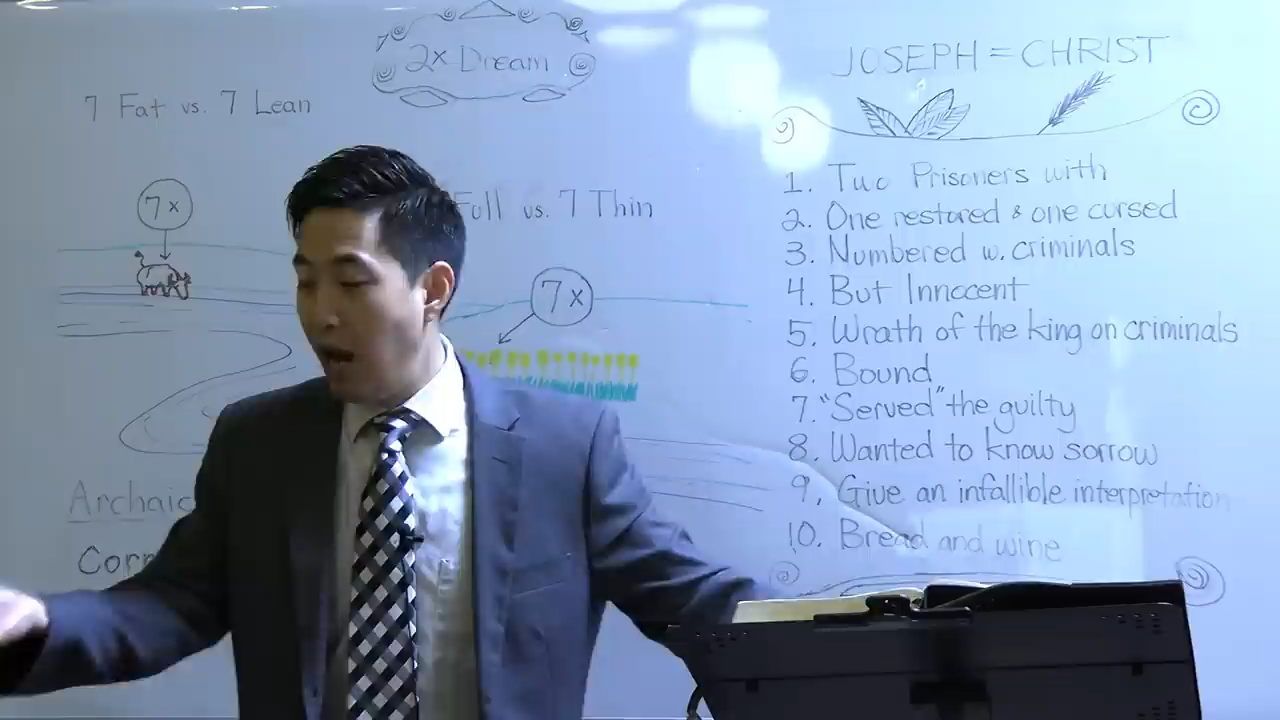 2x Dream
7 Fat vs. 7 Lean
7x
Full vs. 7 Thin
7x
Archaic
Corn
JOSEPH = CHRIST
1. Two Prisoners with
2. One restored & one cursed
3. Numbered w. criminals
4. But Innocent
5. Wrath of the king on criminals
6. Bound
7. "Served" the guilty
8. Wanted to know sorrow
9. Give an infallible interpretation
10. Bread and wine